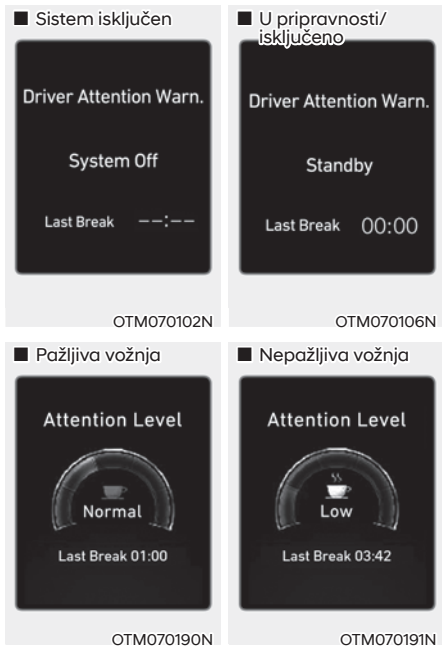 ■ Sistem isključen
Driver Attention Warn.
System Off
Last Break --:--
OTM070102N
■ U pripravnosti/
isključeno
Driver Attention Warn.
Standby
Last Break 00:00
OTM070106N
■ Pažljiva vožnja
Attention Level
Normal
Last Break 01:00
OTM070190N
■ Nepažljiva vožnja
Attention Level
Low
Last Break 03:42
OTM070191N